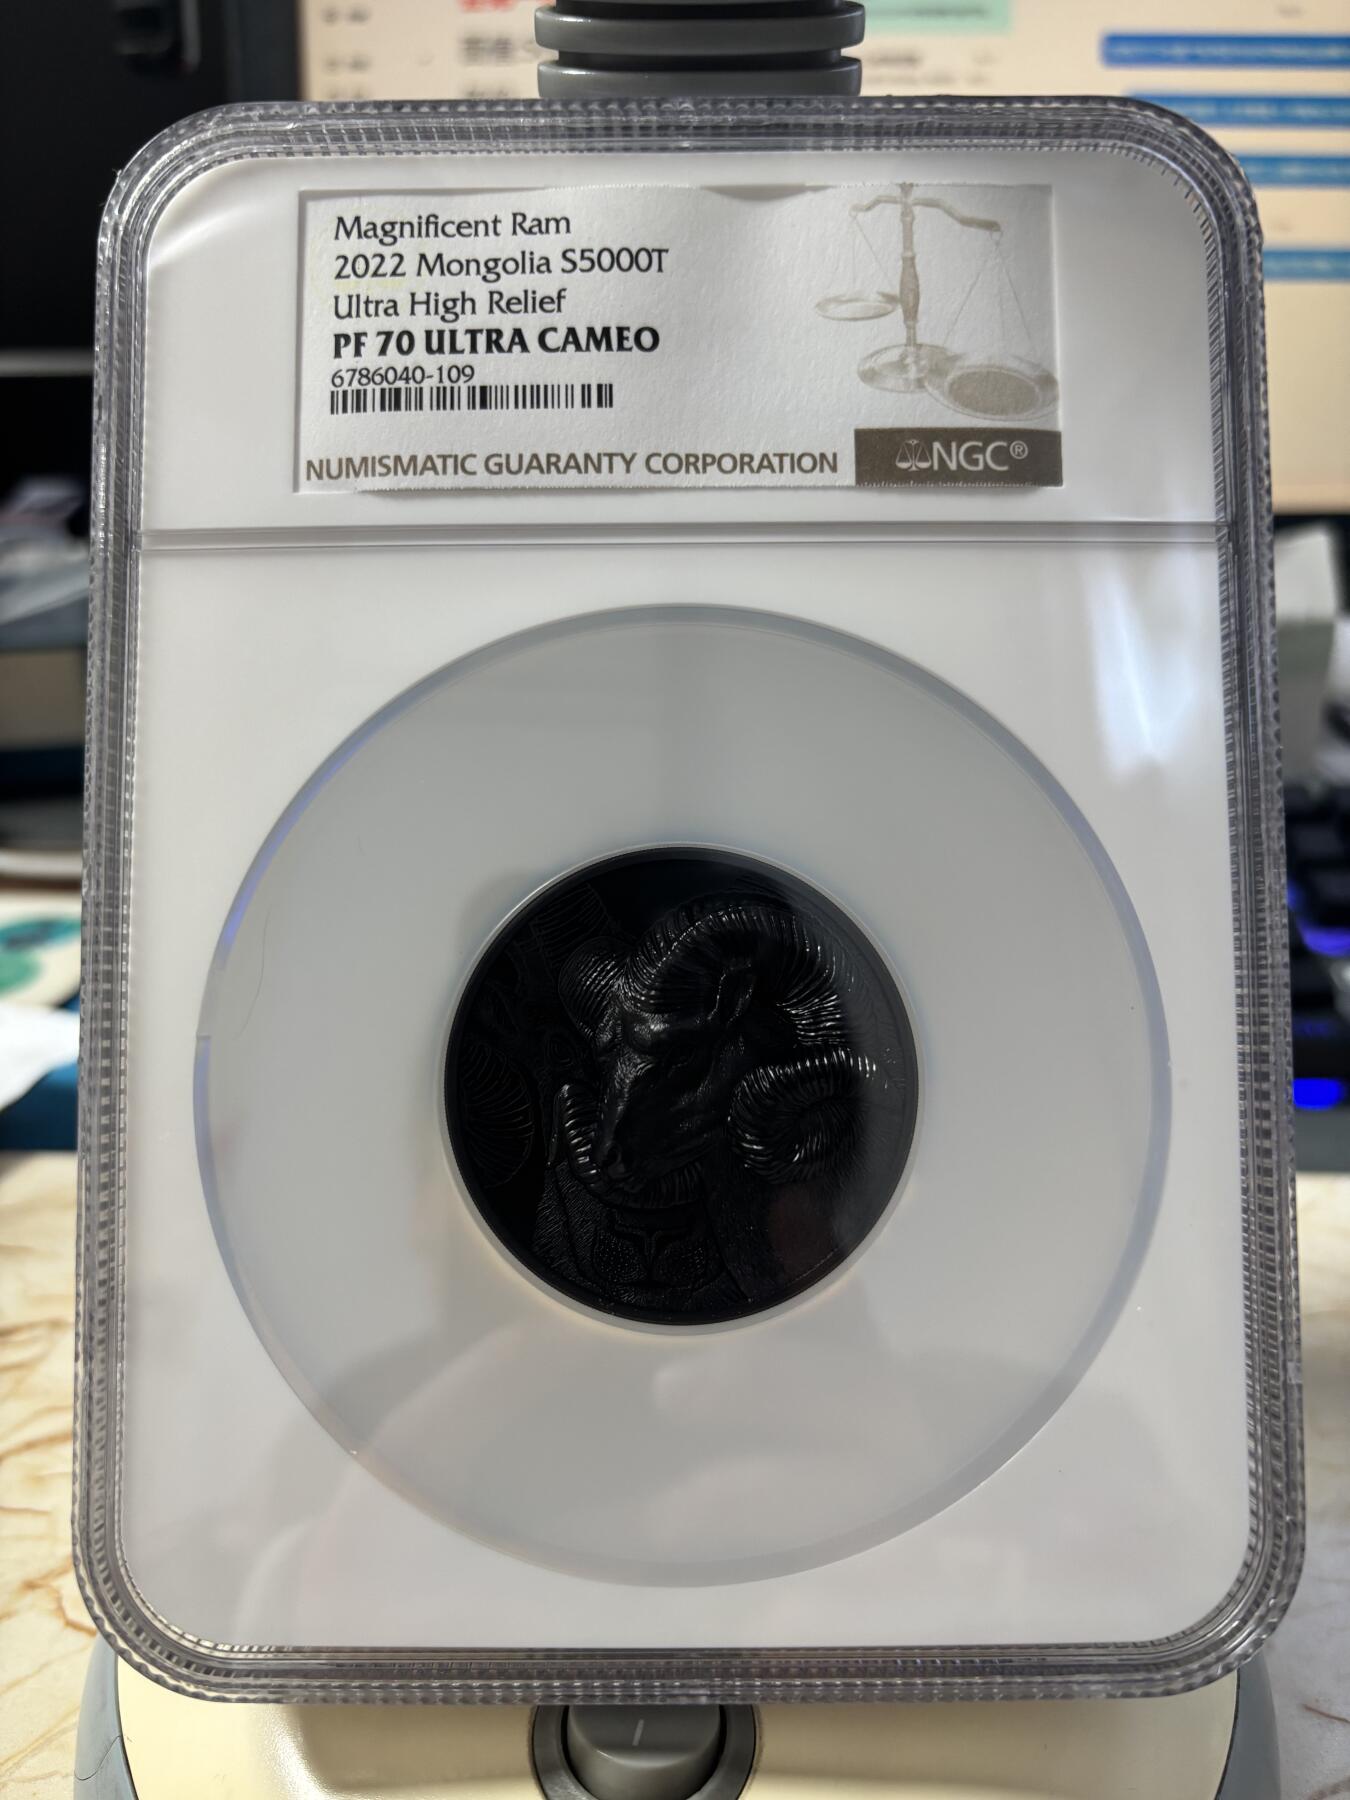 Magnificent Ram
2022 Mongolia S5000T
Ultra High Relief
PF 70 ULTRA CAMEO
6786040-109
NUMISMATIC GUARANTY CORPORATION
NGC®